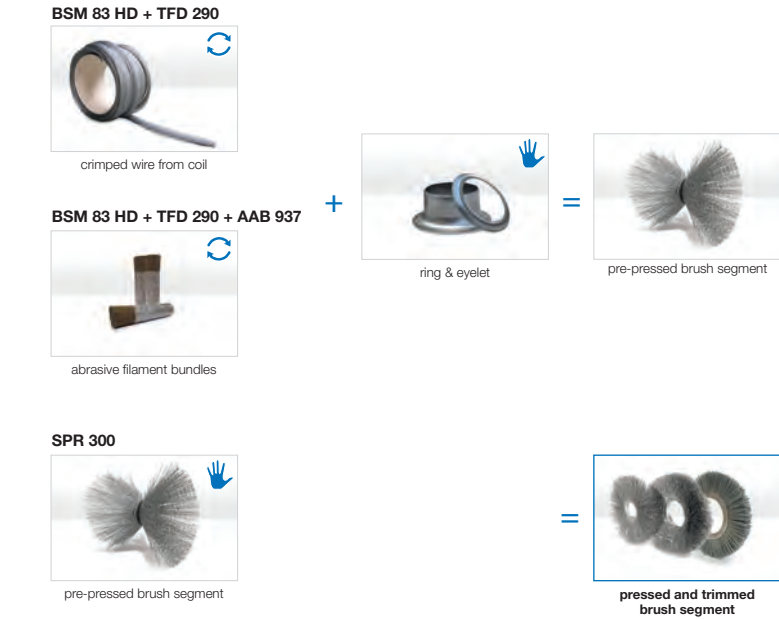 BSM 83 HD + TFD 290
crimped wire from coil
BSM 83 HD + TFD 290 + AAB 937
abrasive filament bundles
+
ring & eyelet
=
pre-pressed brush segment
SPR 300
pre-pressed brush segment
=
pressed and trimmed
brush segment